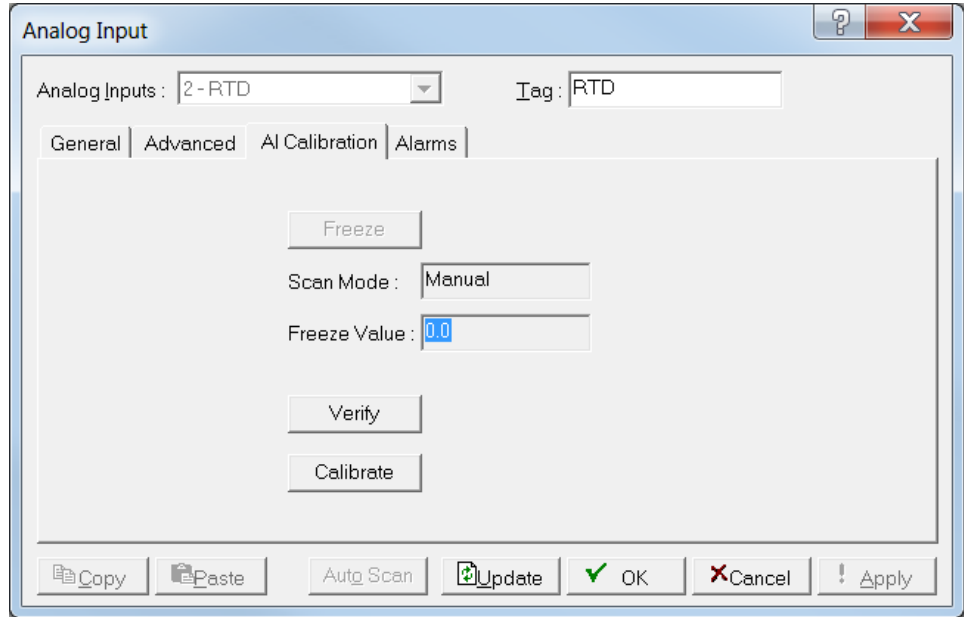 Analog Input
Analog Inputs : 2 - RTD Tag : RTD
General Advanced AI Calibration Alarms
Freeze
Scan Mode : Manual
Freeze Value : 0.0
Verify
Calibrate
Copy Paste Auto Scan Update OK Cancel ! Apply